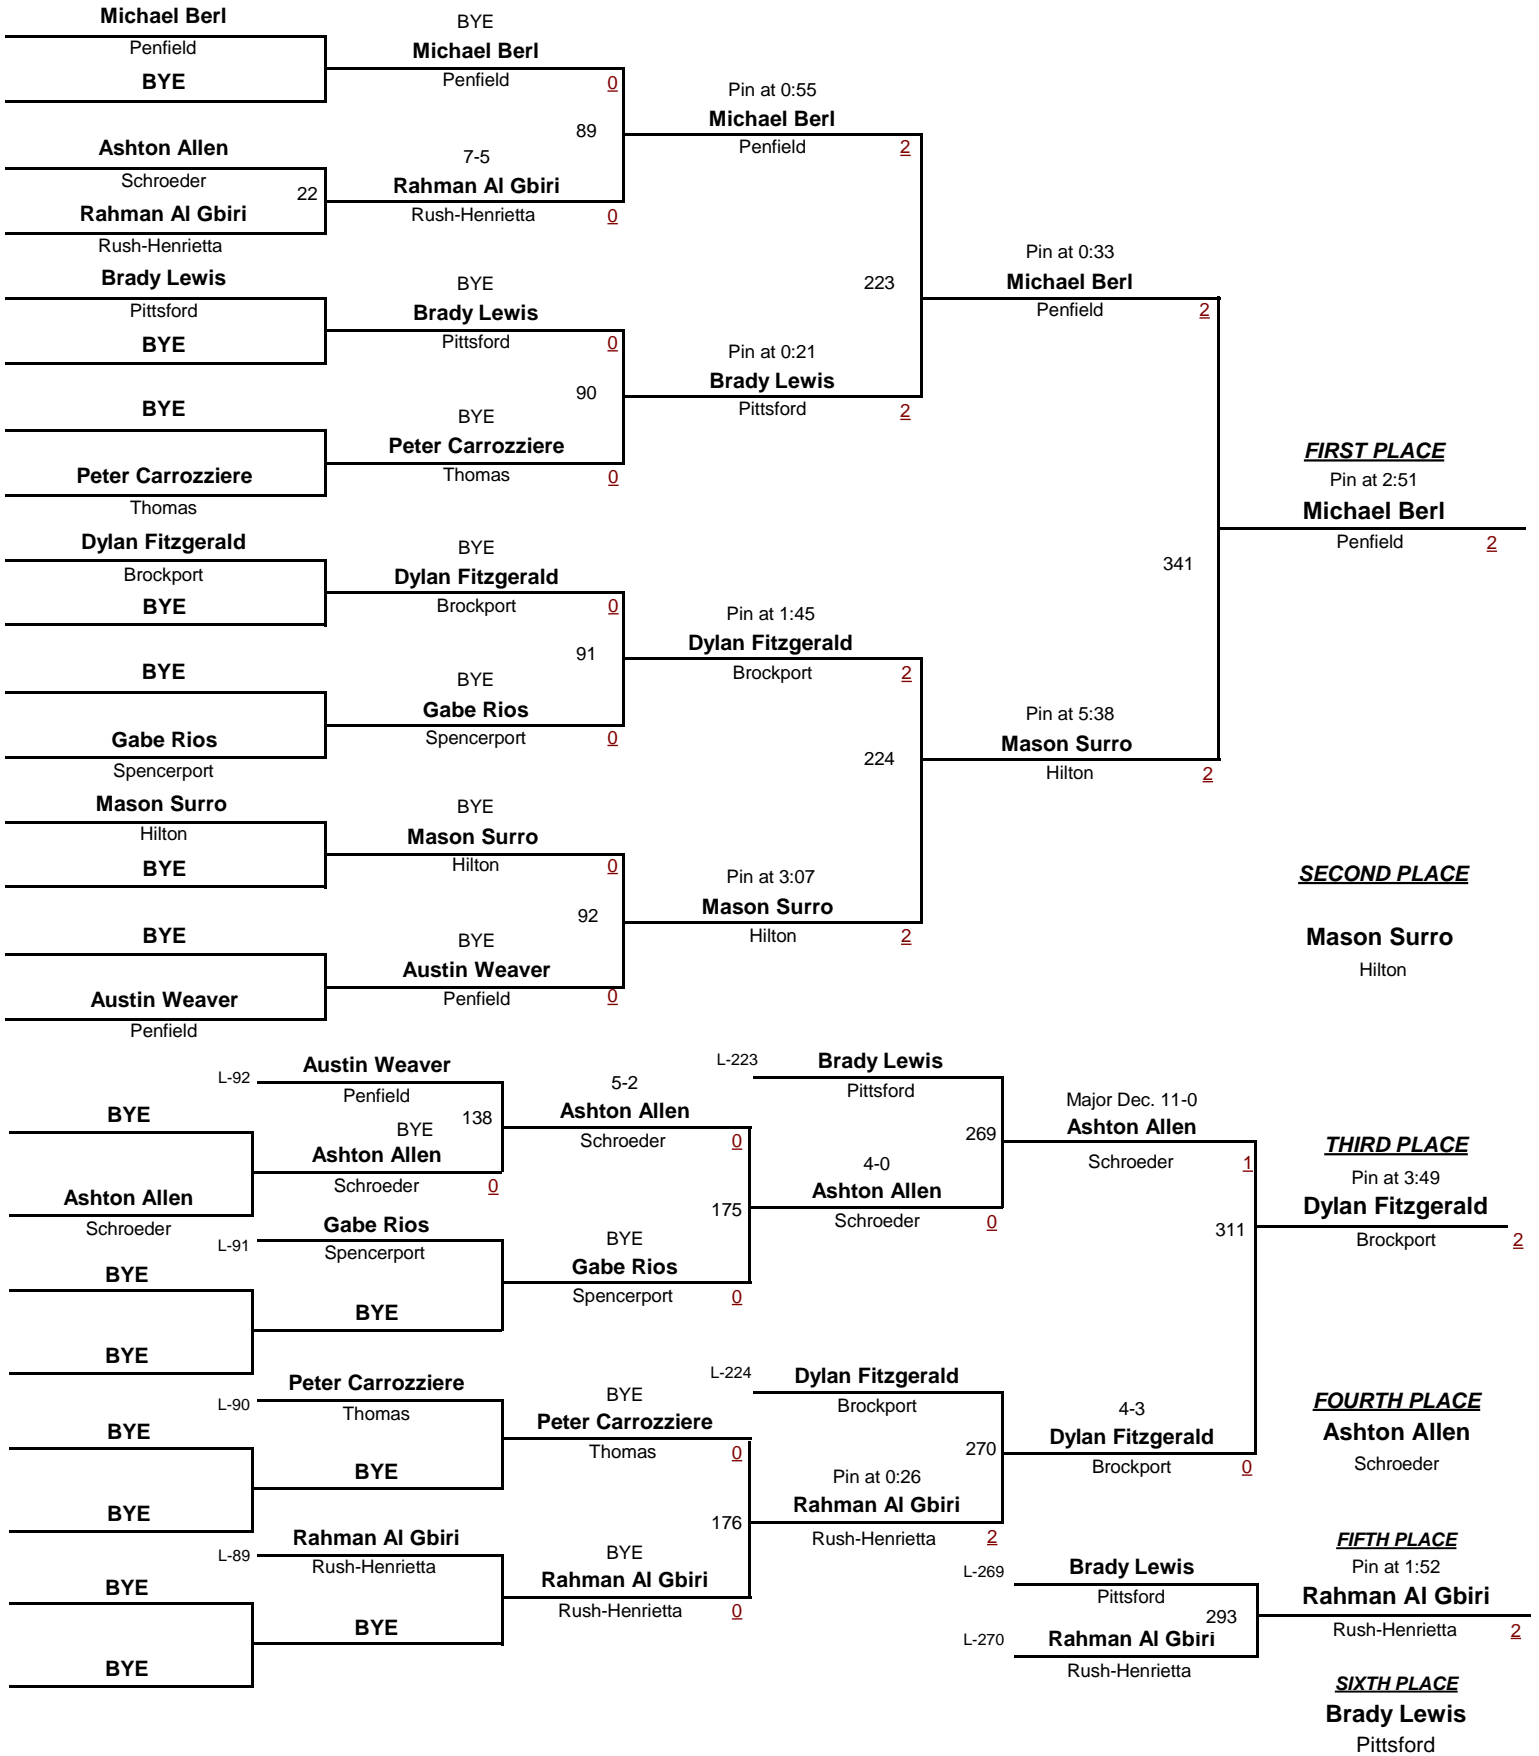 Michael Berl
Penfield
BYE
Ashton Allen
Schroeder
22
Rahman Al Gbiri
Rush-Henrietta
Brady Lewis
Pittsford
BYE
BYE
Peter Carrozziere
Thomas
Dylan Fitzgerald
Brockport
BYE
BYE
Gabe Rios
Spencerport
Mason Surro
Hilton
BYE
BYE
Austin Weaver
Penfield
BYE
Michael Berl
Penfield
0
89
7-5
Rahman Al Gbiri
Rush-Henrietta
0
BYE
Brady Lewis
Pittsford
0
90
BYE
Peter Carrozziere
Thomas
0
BYE
Dylan Fitzgerald
Brockport
0
91
BYE
Gabe Rios
Spencerport
0
BYE
Mason Surro
Hilton
0
92
BYE
Austin Weaver
Penfield
0
Pin at 0:55
Michael Berl
Penfield
2
223
Pin at 0:21
Brady Lewis
Pittsford
2
Pin at 1:45
Dylan Fitzgerald
Brockport
2
224
Pin at 3:07
Mason Surro
Hilton
2
Pin at 0:33
Michael Berl
Penfield
2
341
Pin at 5:38
Mason Surro
Hilton
2
FIRST PLACE
Pin at 2:51
Michael Berl
Penfield
2
SECOND PLACE
Mason Surro
Hilton
BYE
Ashton Allen
Schroeder
BYE
BYE
BYE
BYE
BYE
BYE
L-92
Austin Weaver
Penfield
138
BYE
Ashton Allen
Schroeder
0
L-91
Gabe Rios
Spencerport
BYE
L-90
Peter Carrozziere
Thomas
BYE
L-89
Rahman Al Gbiri
Rush-Henrietta
BYE
5-2
Ashton Allen
Schroeder
0
175
BYE
Gabe Rios
Spencerport
0
BYE
Peter Carrozziere
Thomas
0
176
BYE
Rahman Al Gbiri
Rush-Henrietta
0
L-223
Brady Lewis
Pittsford
269
4-0
Ashton Allen
Schroeder
0
L-224
Dylan Fitzgerald
Brockport
270
Pin at 0:26
Rahman Al Gbiri
Rush-Henrietta
2
Major Dec. 11-0
Ashton Allen
Schroeder
1
311
4-3
Dylan Fitzgerald
Brockport
0
L-269
Brady Lewis
Pittsford
293
L-270
Rahman Al Gbiri
Rush-Henrietta
THIRD PLACE
Pin at 3:49
Dylan Fitzgerald
Brockport
2
FOURTH PLACE
Ashton Allen
Schroeder
FIFTH PLACE
Pin at 1:52
Rahman Al Gbiri
Rush-Henrietta
2
SIXTH PLACE
Brady Lewis
Pittsford